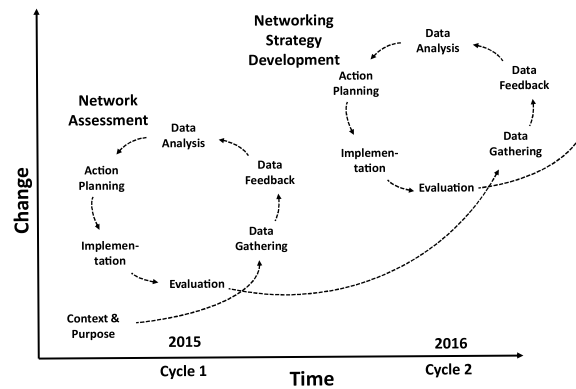 Networking
Strategy
Development
Data
Analysis
Action
Planning
Data
Feedback
Data
Gathering
Implemen-
tation
Evaluation
Network
Assessment
Data
Analysis
Action
Planning
Data
Feedback
Data
Gathering
Implemen-
tation
Evaluation
Context &
Purpose
Change
2015
2016
Cycle 1
Cycle 2
Time